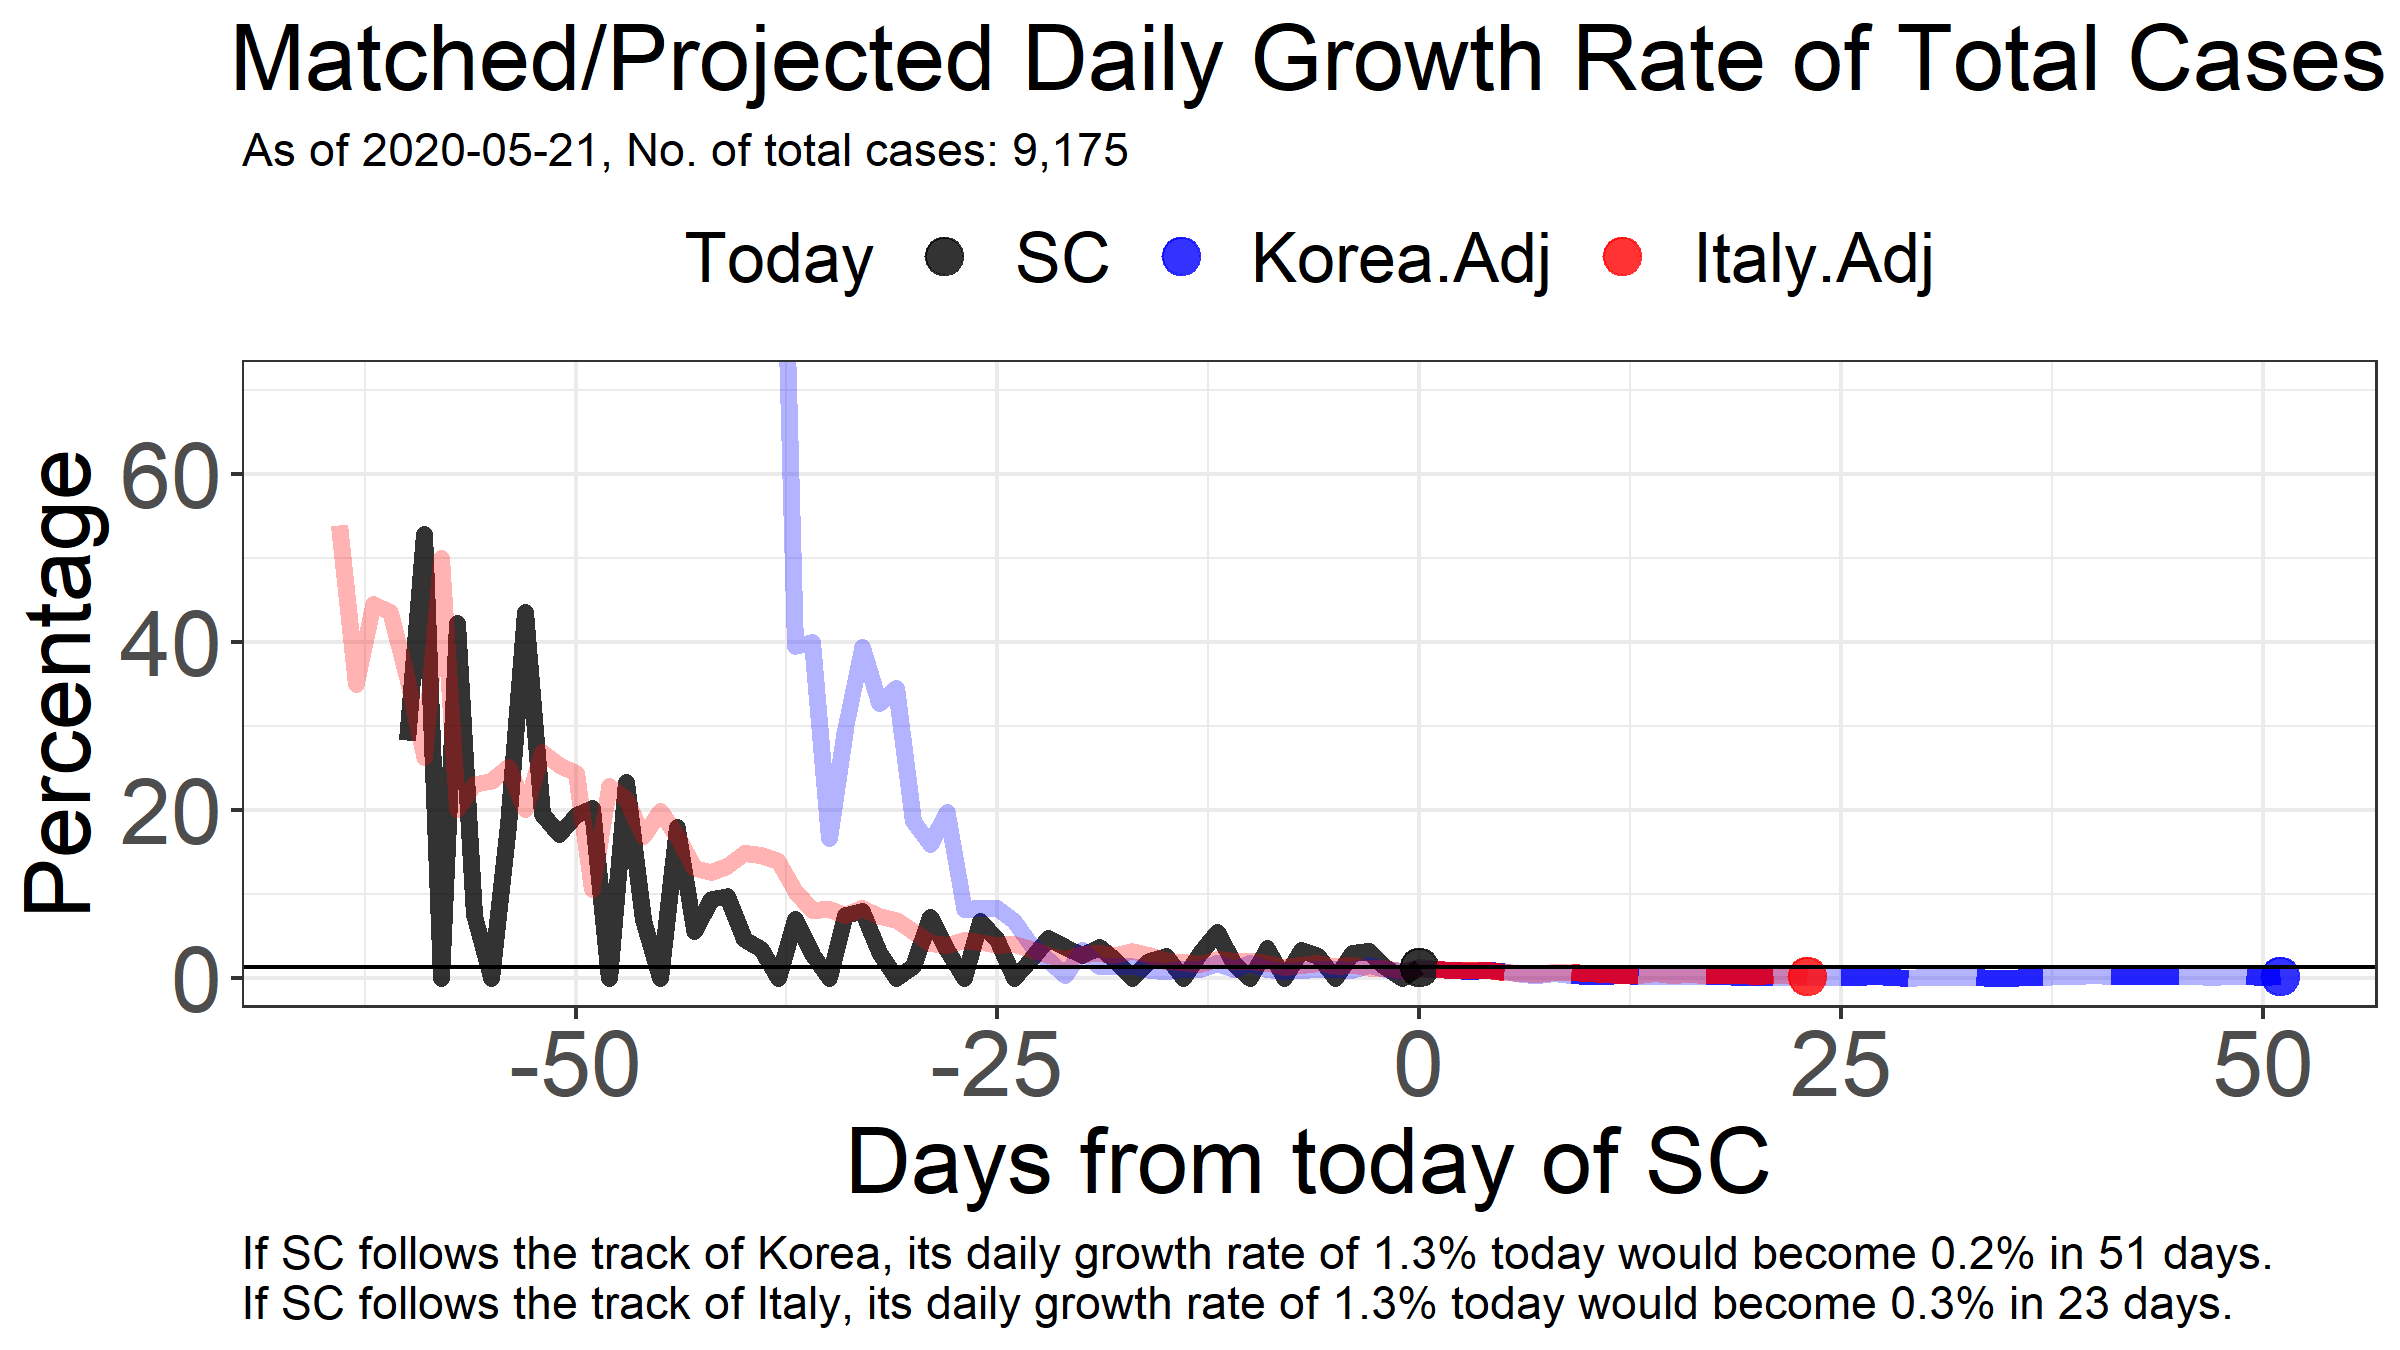 Matched/Projected Daily Growth Rate of Total Cases
As of 2020-05-21, No. of total cases: 9,175
Today SC Korea.Adj Italy.Adj
Percentage
60
40
20
0
-50 -25 0 25 50
Days from today of SC
If SC follows the track of Korea, its daily growth rate of 1.3% today would become 0.2% in 51 days.
If SC follows the track of Italy, its daily growth rate of 1.3% today would become 0.3% in 23 days.